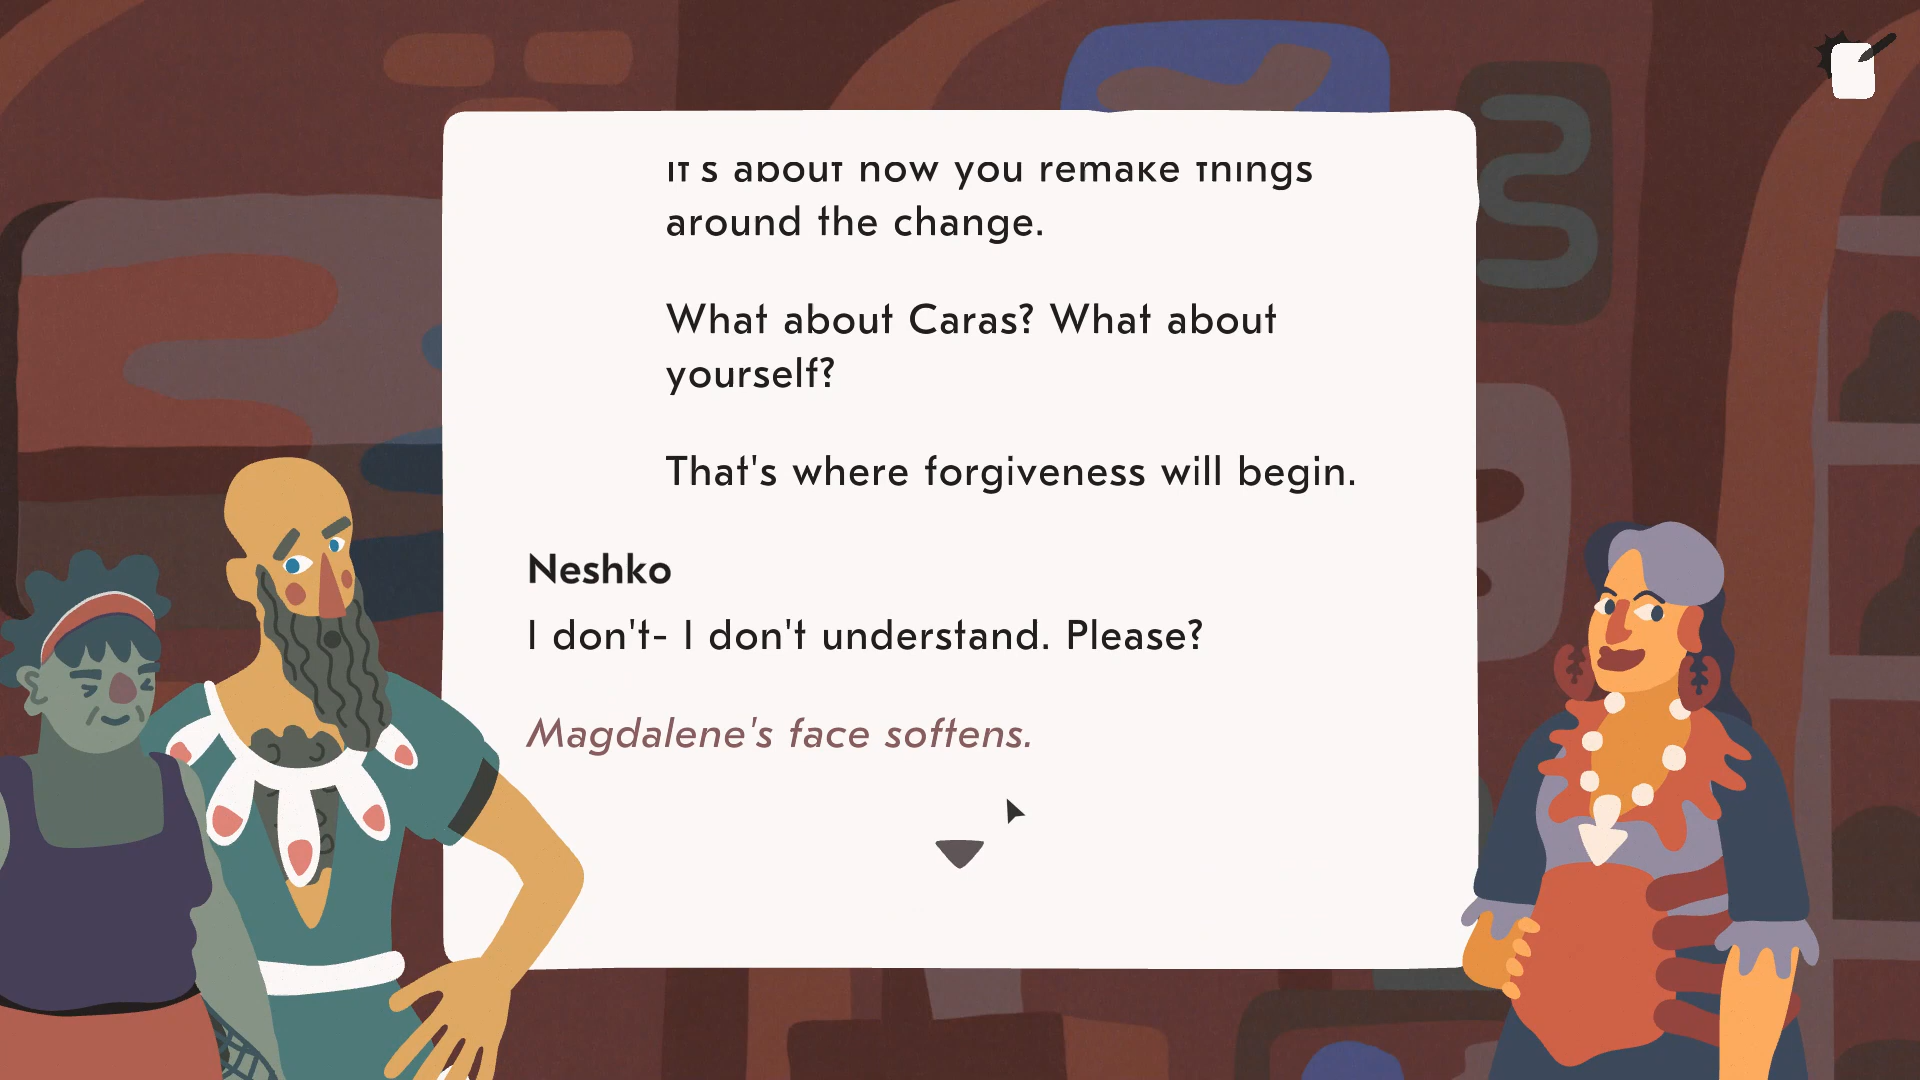 It's about how you remake things
around the change.
What about Caras? What about
yourself?
That's where forgiveness will begin.
Neshko
I don't- I don't understand. Please?
Magdalene's face softens.